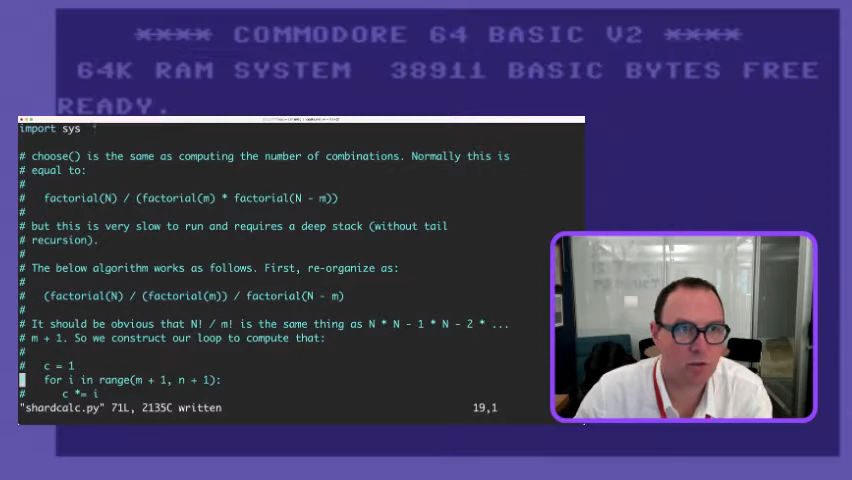 **** COMMODORE 64 BASIC V2 ****
64K RAM SYSTEM 38911 BASIC BYTES FREE
READY.
import sys
# choose() is the same as computing the number of combinations. Normally this is
# equal to:
#
# factorial(N) / (factorial(m) * factorial(N - m))
#
# but this is very slow to run and requires a deep stack (without tail
# recursion).
#
# The below algorithm works as follows. First, re-organize as:
#
# (factorial(N) / (factorial(m)) / factorial(N - m)
#
# It should be obvious that N! / m! is the same thing as N * N - 1 * N - 2 * ...
# m + 1. So we construct our loop to compute that:
#
# c = 1
for i in range(m + 1, n + 1):
# c *= i
"shardcalc.py" 71L, 2135C written
19,1